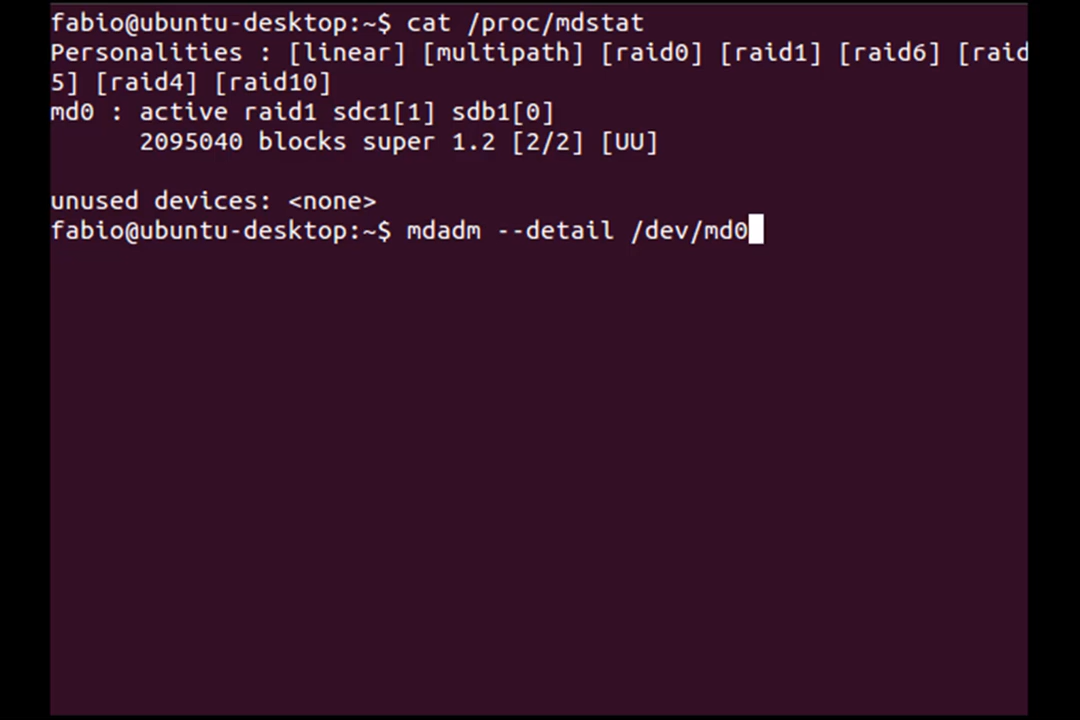 fabio@ubuntu-desktop:~$ cat /proc/mdstat
Personalities : [linear] [multipath] [raid0] [raid1] [raid6] [raid
5] [raid4] [raid10]
md0 : active raid1 sdc1[1] sdb1[0]
      2095040 blocks super 1.2 [2/2] [UU]

unused devices: <none>
fabio@ubuntu-desktop:~$ mdadm --detail /dev/md0